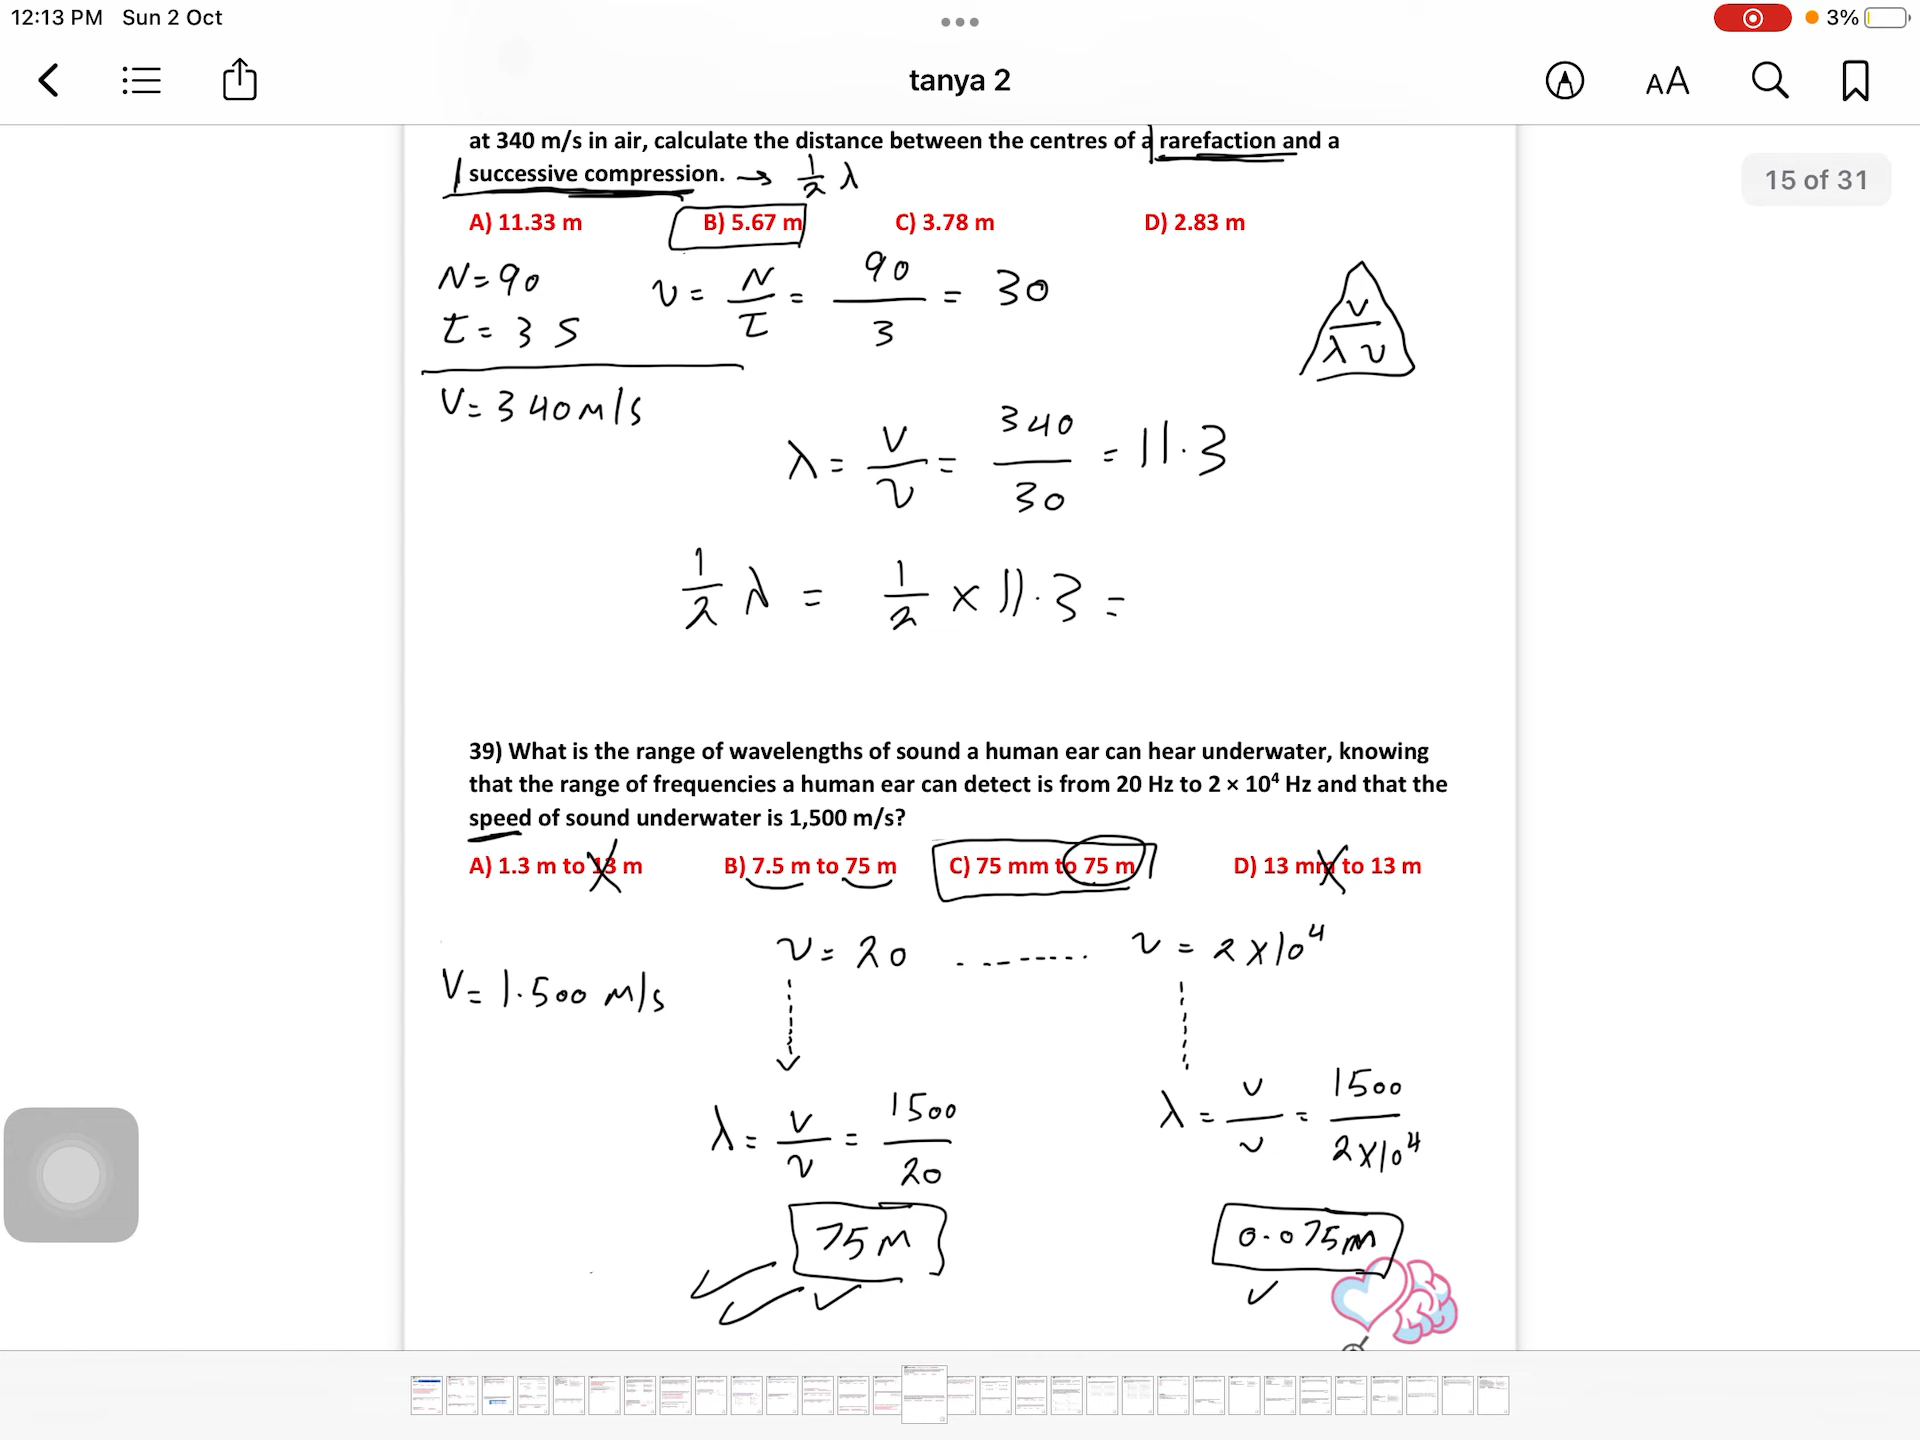 12:13 PM Sun 2 Oct
3%
tanya 2
AA
15 of 31
at 340 m/s in air, calculate the distance between the centres of a rarefaction and a
successive compression. → 1/2 λ
A) 11.33 m B) 5.67 m C) 3.78 m D) 2.83 m
N=90
t = 3 S
ν = N/t = 90/3 = 30
v
λ ν
V= 340m/s
λ = v/ν = 340/30 = 11.3
1/2 λ = 1/2 × 11.3 =
39) What is the range of wavelengths of sound a human ear can hear underwater, knowing
that the range of frequencies a human ear can detect is from 20 Hz to 2 × 10⁴ Hz and that the
speed of sound underwater is 1,500 m/s?
A) 1.3 m to 13 m B) 7.5 m to 75 m C) 75 mm to 75 m D) 13 mm to 13 m
ν = 20 ν = 2 X 10⁴
V= 1.500 m/s
λ = v/ν = 1500/20
λ = v/ν = 1500/2X10⁴
75 m
0.075m